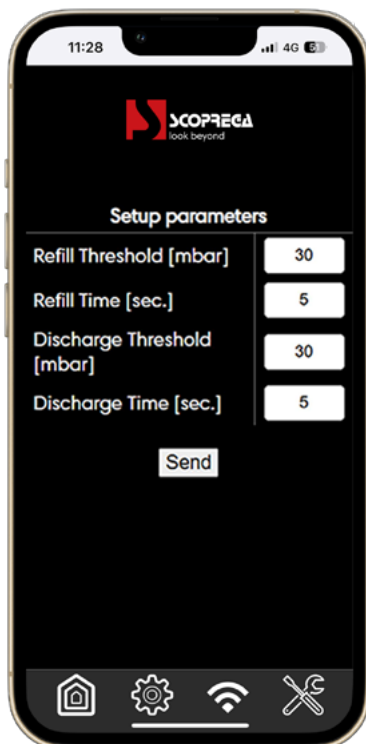 11:28
4G
SCOPREGA
look beyond
Setup parameters
Refill Threshold [mbar] 30
Refill Time [sec.] 5
Discharge Threshold
[mbar] 30
Discharge Time [sec.] 5
Send